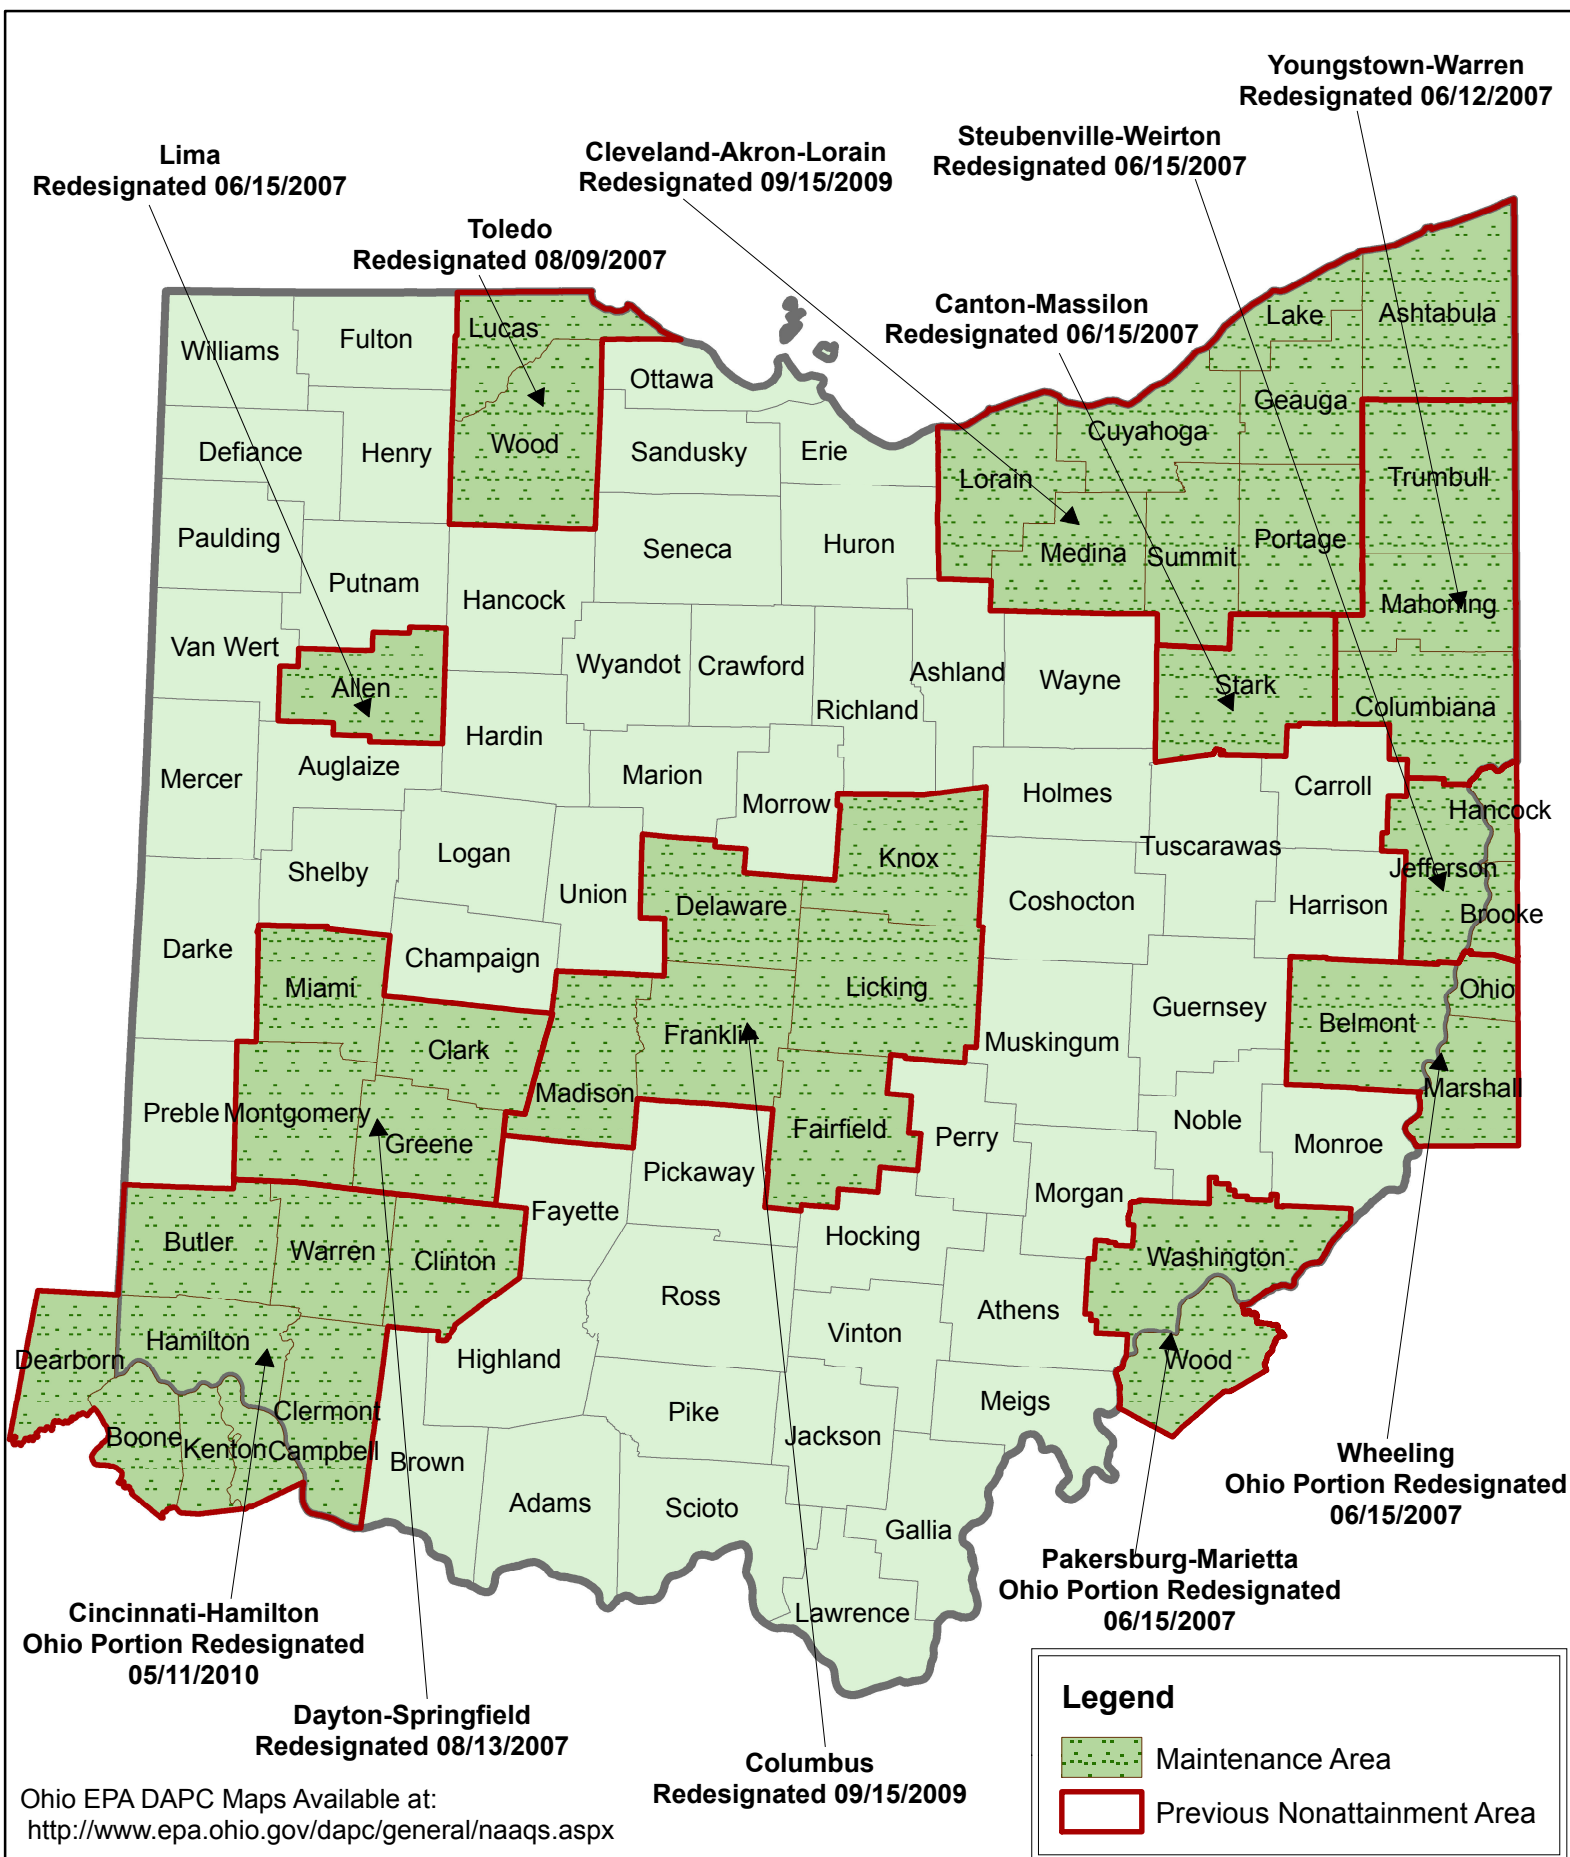 Youngstown-Warren
Redesignated 06/12/2007
Steubenville-Weirton
Redesignated 06/15/2007
Cleveland-Akron-Lorain
Redesignated 09/15/2009
Lima
Redesignated 06/15/2007
Toledo
Redesignated 08/09/2007
Canton-Massilon
Redesignated 06/15/2007
Williams
Fulton
Lucas
Ottawa
Lake
Ashtabula
Geauga
Cuyahoga
Defiance
Henry
Wood
Sandusky
Erie
Lorain
Trumbull
Paulding
Putnam
Hancock
Seneca
Huron
Medina
Summit
Portage
Mahoning
Van Wert
Allen
Wyandot
Crawford
Richland
Ashland
Wayne
Stark
Columbiana
Mercer
Auglaize
Hardin
Marion
Morrow
Holmes
Tuscarawas
Carroll
Hancock
Shelby
Logan
Union
Delaware
Knox
Coshocton
Harrison
Jefferson
Brooke
Darke
Miami
Champaign
Clark
Madison
Franklin
Licking
Muskingum
Guernsey
Belmont
Ohio
Marshall
Preble
Montgomery
Greene
Pickaway
Fairfield
Perry
Noble
Monroe
Morgan
Butler
Warren
Clinton
Fayette
Hocking
Washington
Ross
Vinton
Athens
Wood
Dearborn
Hamilton
Highland
Clermont
Pike
Jackson
Meigs
Boone
Kenton
Campbell
Brown
Adams
Scioto
Gallia
Lawrence
Wheeling
Ohio Portion Redesignated
06/15/2007
Pakersburg-Marietta
Ohio Portion Redesignated
06/15/2007
Cincinnati-Hamilton
Ohio Portion Redesignated
05/11/2010
Dayton-Springfield
Redesignated 08/13/2007
Columbus
Redesignated 09/15/2009
Legend
Maintenance Area
Previous Nonattainment Area
Ohio EPA DAPC Maps Available at:
http://www.epa.ohio.gov/dapc/general/naaqs.aspx